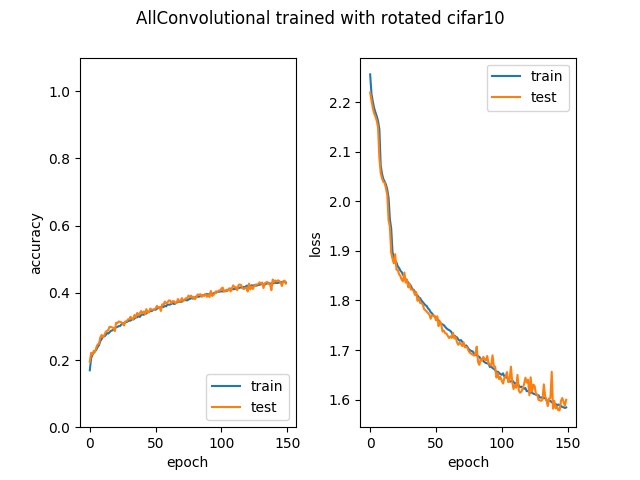 AllConvolutional trained with rotated cifar10
accuracy
1.0
0.8
0.6
0.4
0.2
0.0
0
50
100
150
epoch
train
test
loss
2.2
2.1
2.0
1.9
1.8
1.7
1.6
0
50
100
150
epoch
train
test